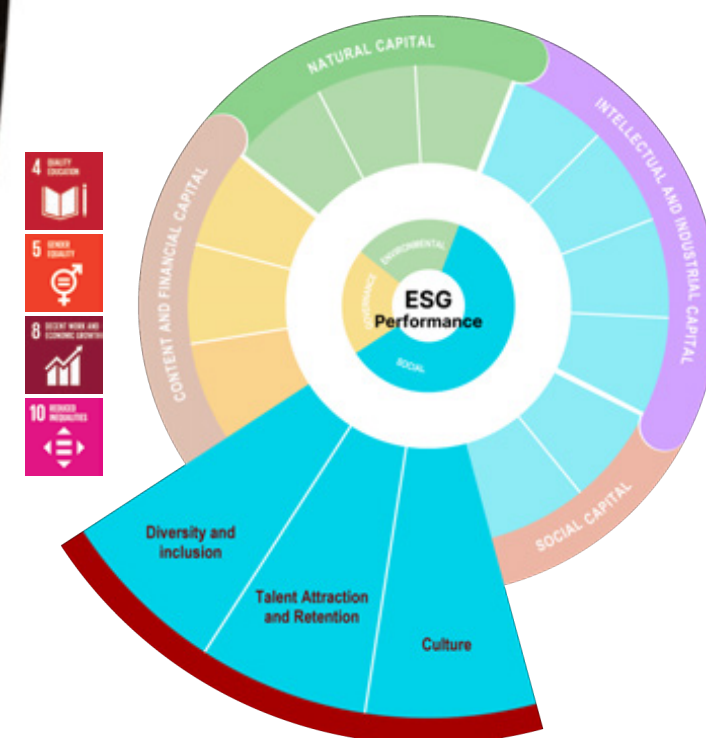 NATURAL CAPITAL
INTELLECTUAL AND INDUSTRIAL CAPITAL
CONTENT AND FINANCIAL CAPITAL
4 QUALITY
EDUCATION
5 GENDER
EQUALITY
8 DECENT WORK AND
ECONOMIC GROWTH
10 REDUCED
INEQUALITIES
ENVIRONMENTAL
GOVERNANCE
ESG
Performance
SOCIAL
SOCIAL CAPITAL
Diversity and
inclusion
Talent Attraction
and Retention
Culture